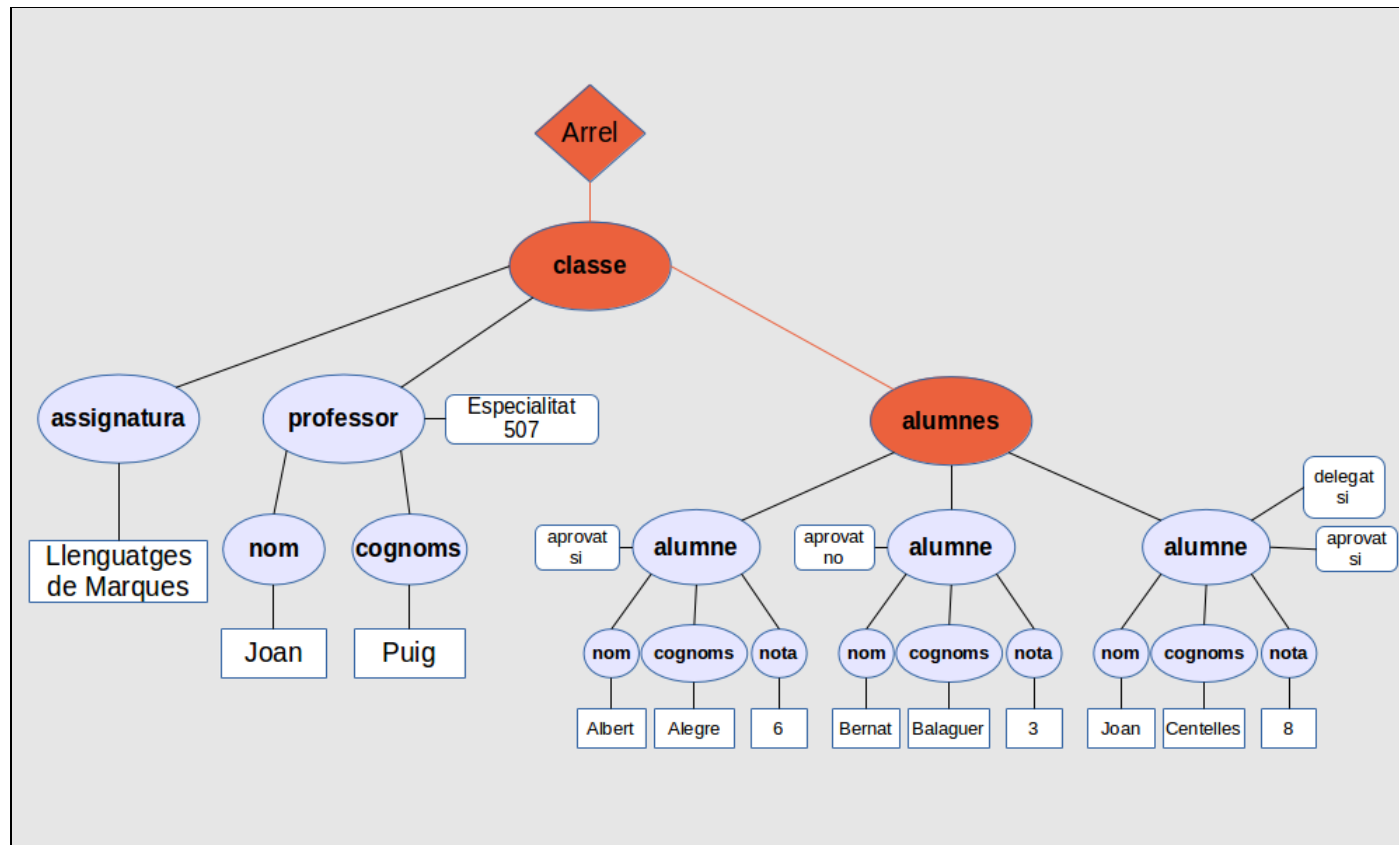 Arrel
classe
assignatura
professor
Especialitat
507
alumnes
Llenguatges
de Marques
nom
cognoms
Joan
Puig
aprovat
si
alumne
aprovat
no
alumne
alumne
delegat
si
aprovat
si
nom
cognoms
nota
nom
cognoms
nota
nom
cognoms
nota
Albert
Alegre
6
Bernat
Balaguer
3
Joan
Centelles
8